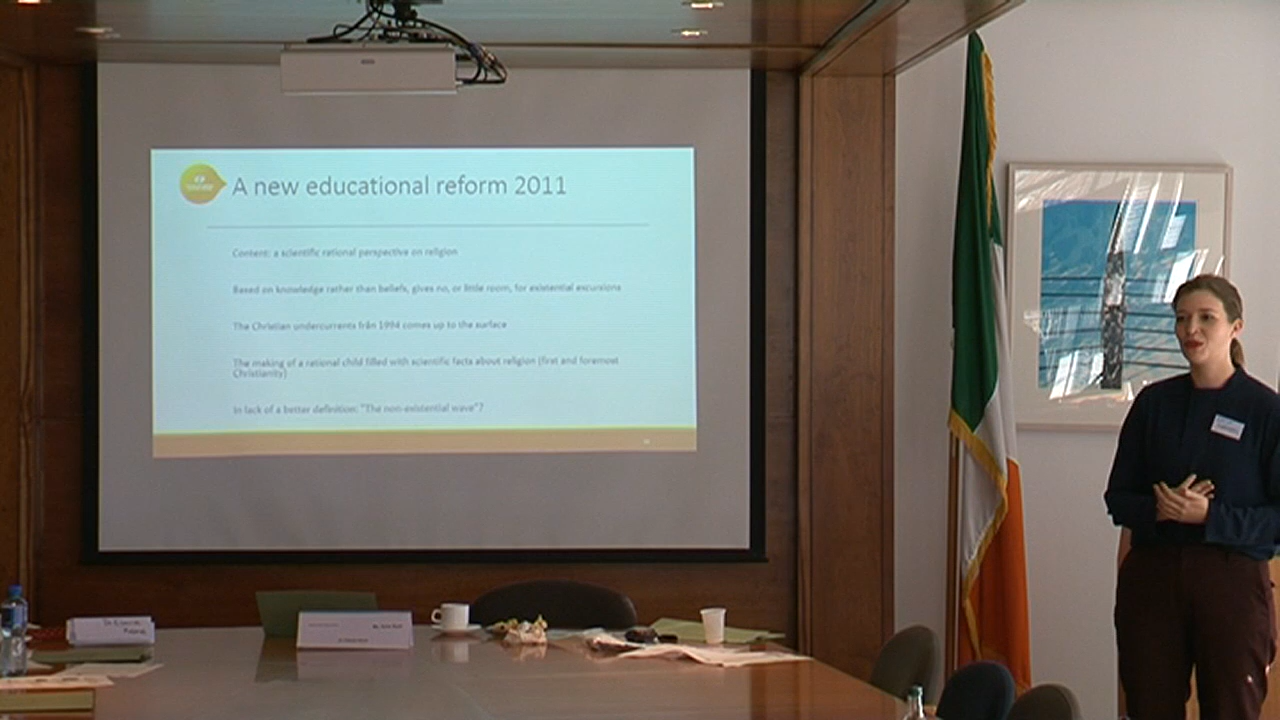 A new educational reform 2011
Content: a scientific rational perspective on religion
Based on knowledge rather than beliefs, gives no, or little room, for existential excursions
The Christian undercurrents från 1994 comes up to the surface
The making of a rational child filled with scientific facts about religion (first and foremost
Christianity)
In lack of a better definition: "The non-existential wave"?